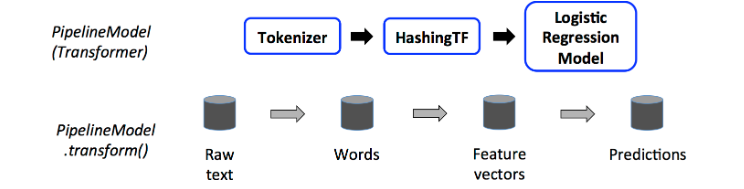 PipelineModel
(Transformer)
Tokenizer
HashingTF
Logistic
Regression
Model
PipelineModel
.transform()
Raw
text
Words
Feature
vectors
Predictions